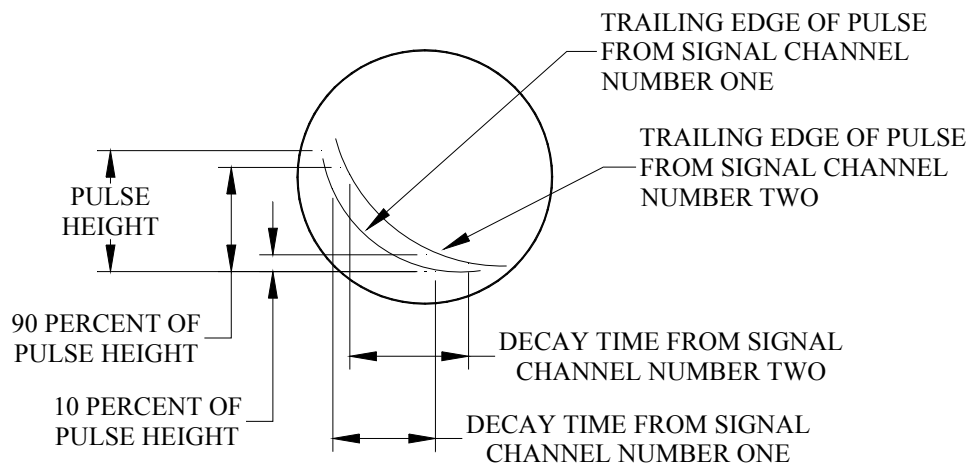 TRAILING EDGE OF PULSE
FROM SIGNAL CHANNEL
NUMBER ONE
TRAILING EDGE OF PULSE
FROM SIGNAL CHANNEL
NUMBER TWO
PULSE
HEIGHT
90 PERCENT OF
PULSE HEIGHT
10 PERCENT OF
PULSE HEIGHT
DECAY TIME FROM SIGNAL
CHANNEL NUMBER TWO
DECAY TIME FROM SIGNAL
CHANNEL NUMBER ONE